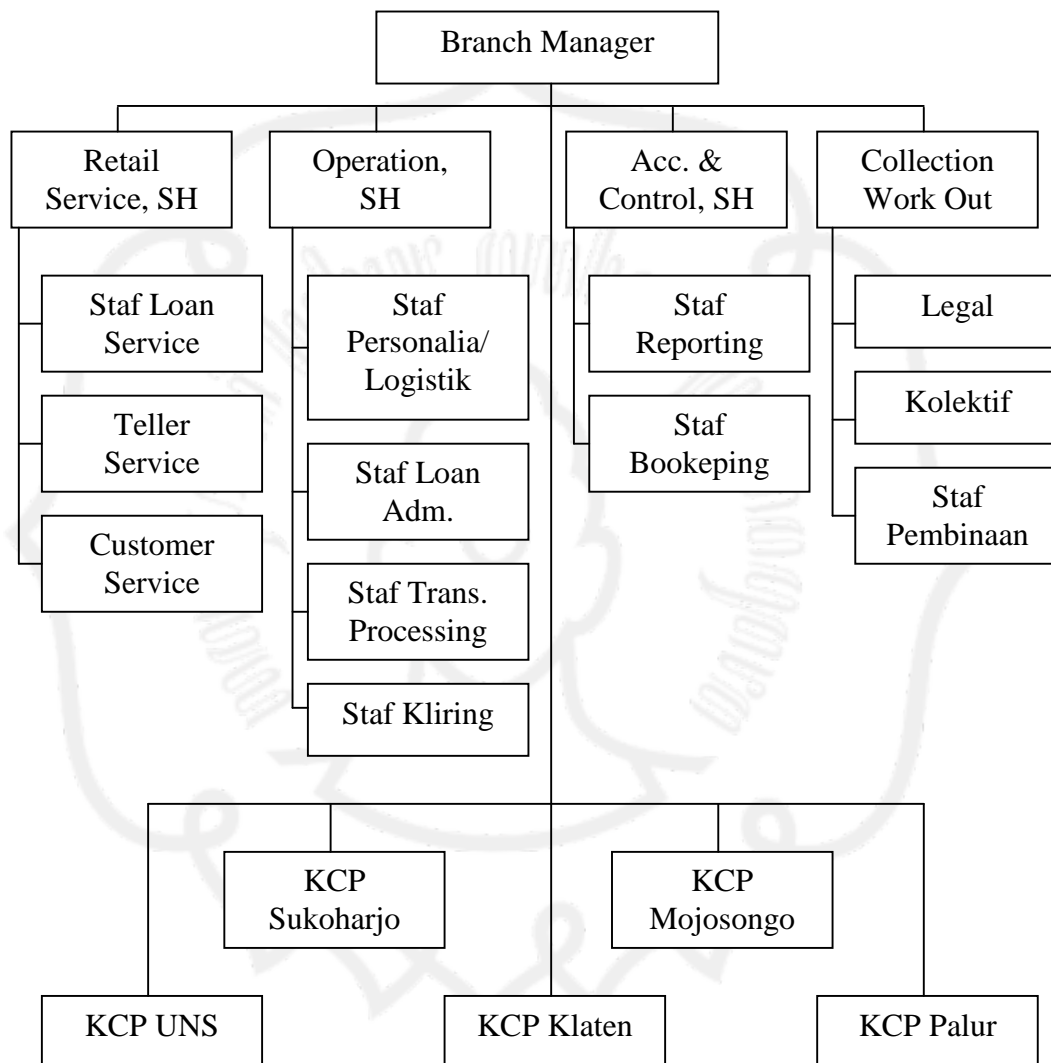 Branch Manager
Retail
Service, SH
Operation,
SH
Acc. &
Control, SH
Collection
Work Out
Staf Loan
Service
Teller
Service
Customer
Service
Staf
Personalia/
Logistik
Staf Loan
Adm.
Staf Trans.
Processing
Staf Kliring
Staf
Reporting
Staf
Bookeping
Legal
Kolektif
Staf
Pembinaan
KCP
Sukoharjo
KCP
Mojosongo
KCP UNS
KCP Klaten
KCP Palur